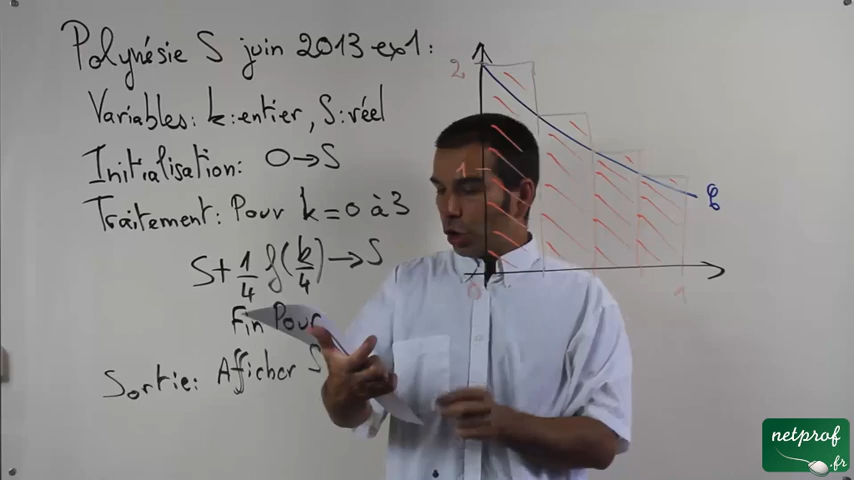 Polynésie S juin 2013 ex1:
Variables: k:entier, S:réel
Initialisation: 0→S
Traitement: Pour k=0 à 3
S+1/4 f(k/4)→S
Fin Pour
Sortie: Afficher S
2
1
0
1
netprof
.fr